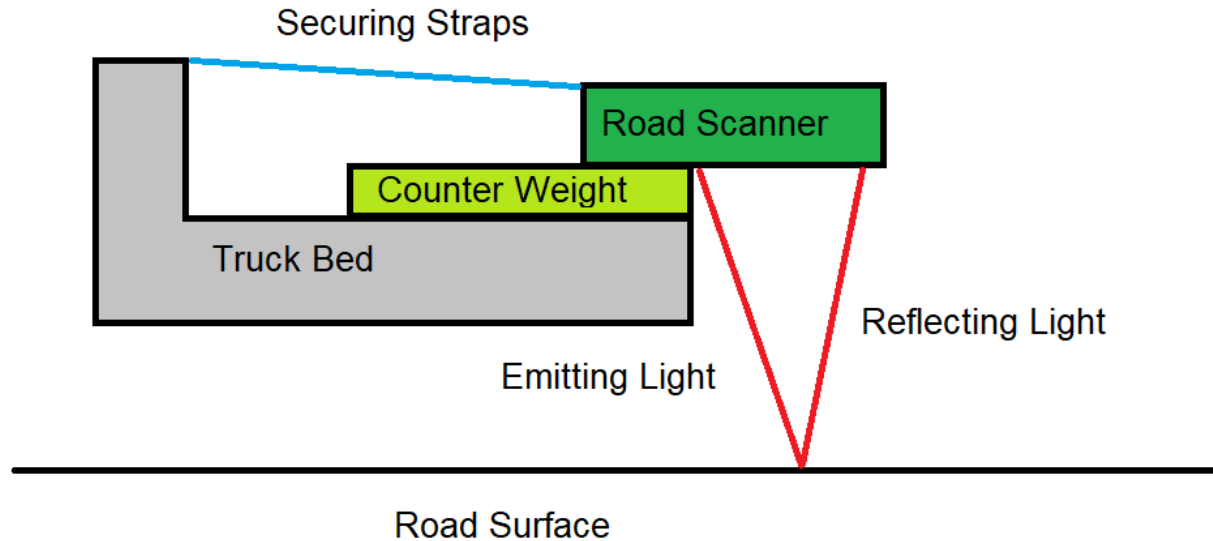 Securing Straps
Road Scanner
Counter Weight
Truck Bed
Reflecting Light
Emitting Light
Road Surface